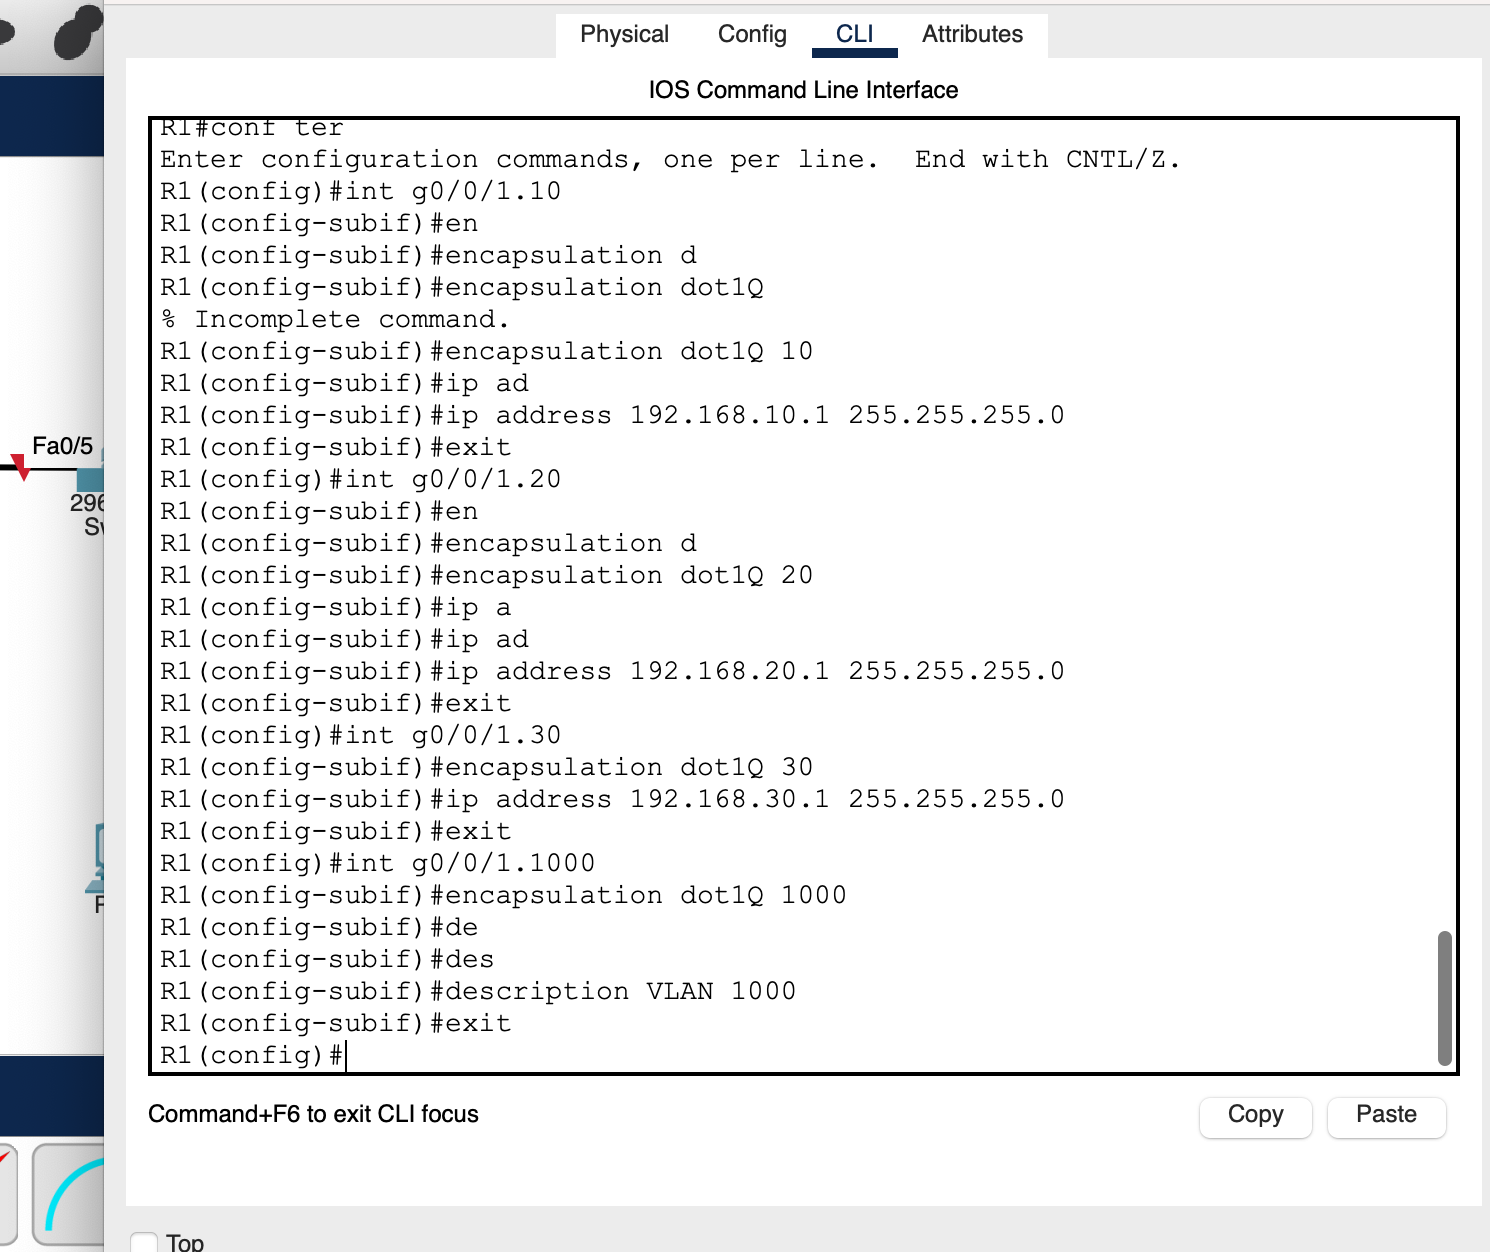 Physical Config CLI Attributes
IOS Command Line Interface
R1#conf ter
Enter configuration commands, one per line.  End with CNTL/Z.
R1(config)#int g0/0/1.10
R1(config-subif)#en
R1(config-subif)#encapsulation d
R1(config-subif)#encapsulation dot1Q
% Incomplete command.
R1(config-subif)#encapsulation dot1Q 10
R1(config-subif)#ip ad
R1(config-subif)#ip address 192.168.10.1 255.255.255.0
R1(config-subif)#exit
R1(config)#int g0/0/1.20
R1(config-subif)#en
R1(config-subif)#encapsulation d
R1(config-subif)#encapsulation dot1Q 20
R1(config-subif)#ip a
R1(config-subif)#ip ad
R1(config-subif)#ip address 192.168.20.1 255.255.255.0
R1(config-subif)#exit
R1(config)#int g0/0/1.30
R1(config-subif)#encapsulation dot1Q 30
R1(config-subif)#ip address 192.168.30.1 255.255.255.0
R1(config-subif)#exit
R1(config)#int g0/0/1.1000
R1(config-subif)#encapsulation dot1Q 1000
R1(config-subif)#de
R1(config-subif)#des
R1(config-subif)#description VLAN 1000
R1(config-subif)#exit
R1(config)#
Fa0/5
Command+F6 to exit CLI focus
Copy Paste
Top